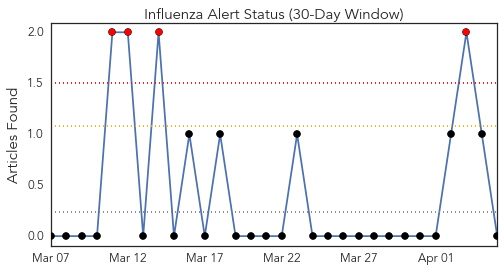 Influenza Alert Status (30-Day Window)
Articles Found
2.0
1.5
1.0
0.5
0.0
Mar 07 Mar 12 Mar 17 Mar 22 Mar 27 Apr 01